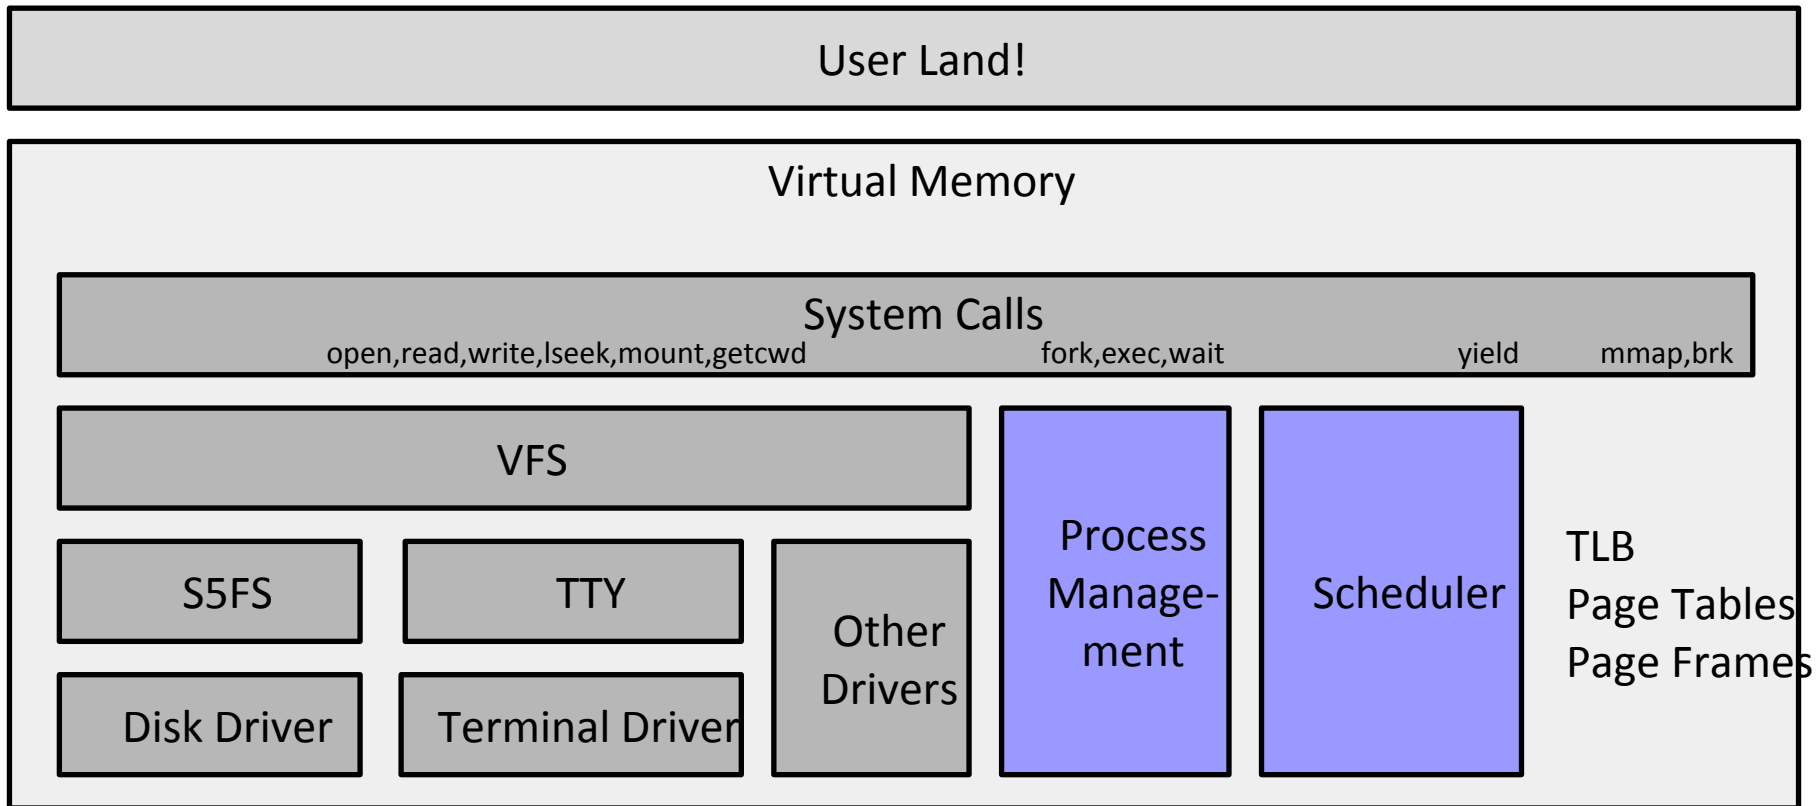 User Land!
Virtual Memory
System Calls
open,read,write,lseek,mount,getcwd
fork,exec,wait
yield
mmap,brk
VFS
S5FS
TTY
Other
Drivers
Disk Driver
Terminal Driver
Process
Manage-
ment
Scheduler
TLB
Page Tables
Page Frames